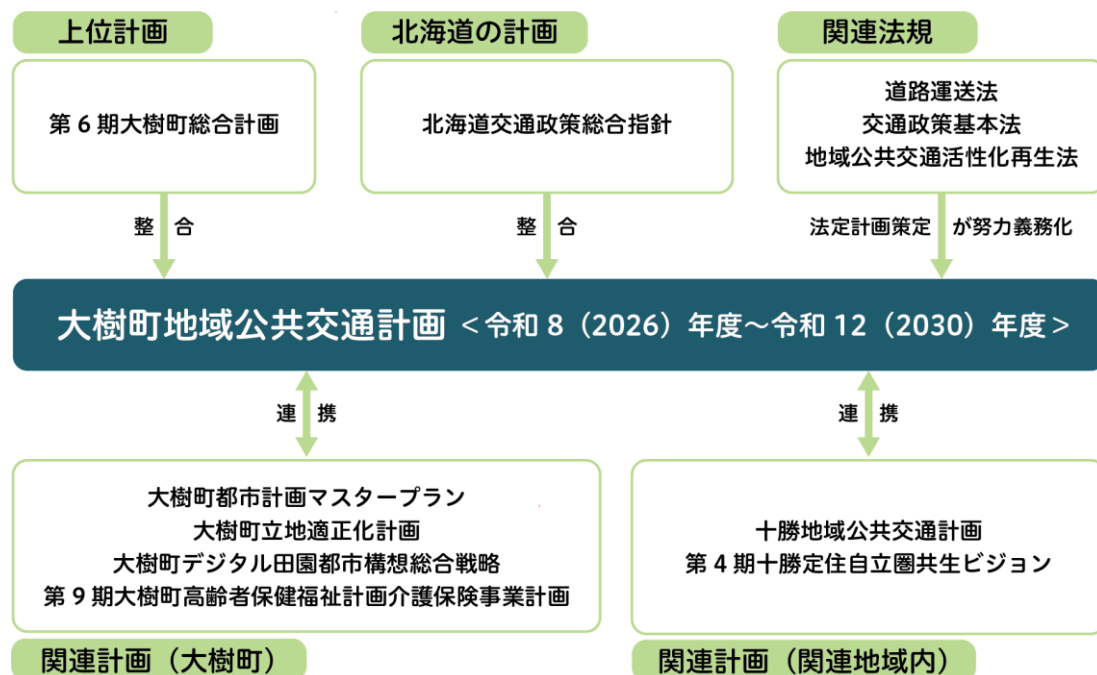 上位計画
北海道の計画
関連法規
第6期大樹町総合計画
北海道交通政策総合指針
道路運送法
交通政策基本法
地域公共交通活性化再生法
整合
整合
法定計画策定が努力義務化
大樹町地域公共交通計画<令和8（2026）年度～令和12（2030）年度>
連携
連携
大樹町都市計画マスタープラン
大樹町立地適正化計画
大樹町デジタル田園都市構想総合戦略
第9期大樹町高齢者保健福祉計画介護保険事業計画
十勝地域公共交通計画
第4期十勝定住自立圏共生ビジョン
関連計画（大樹町）
関連計画（関連地域内）